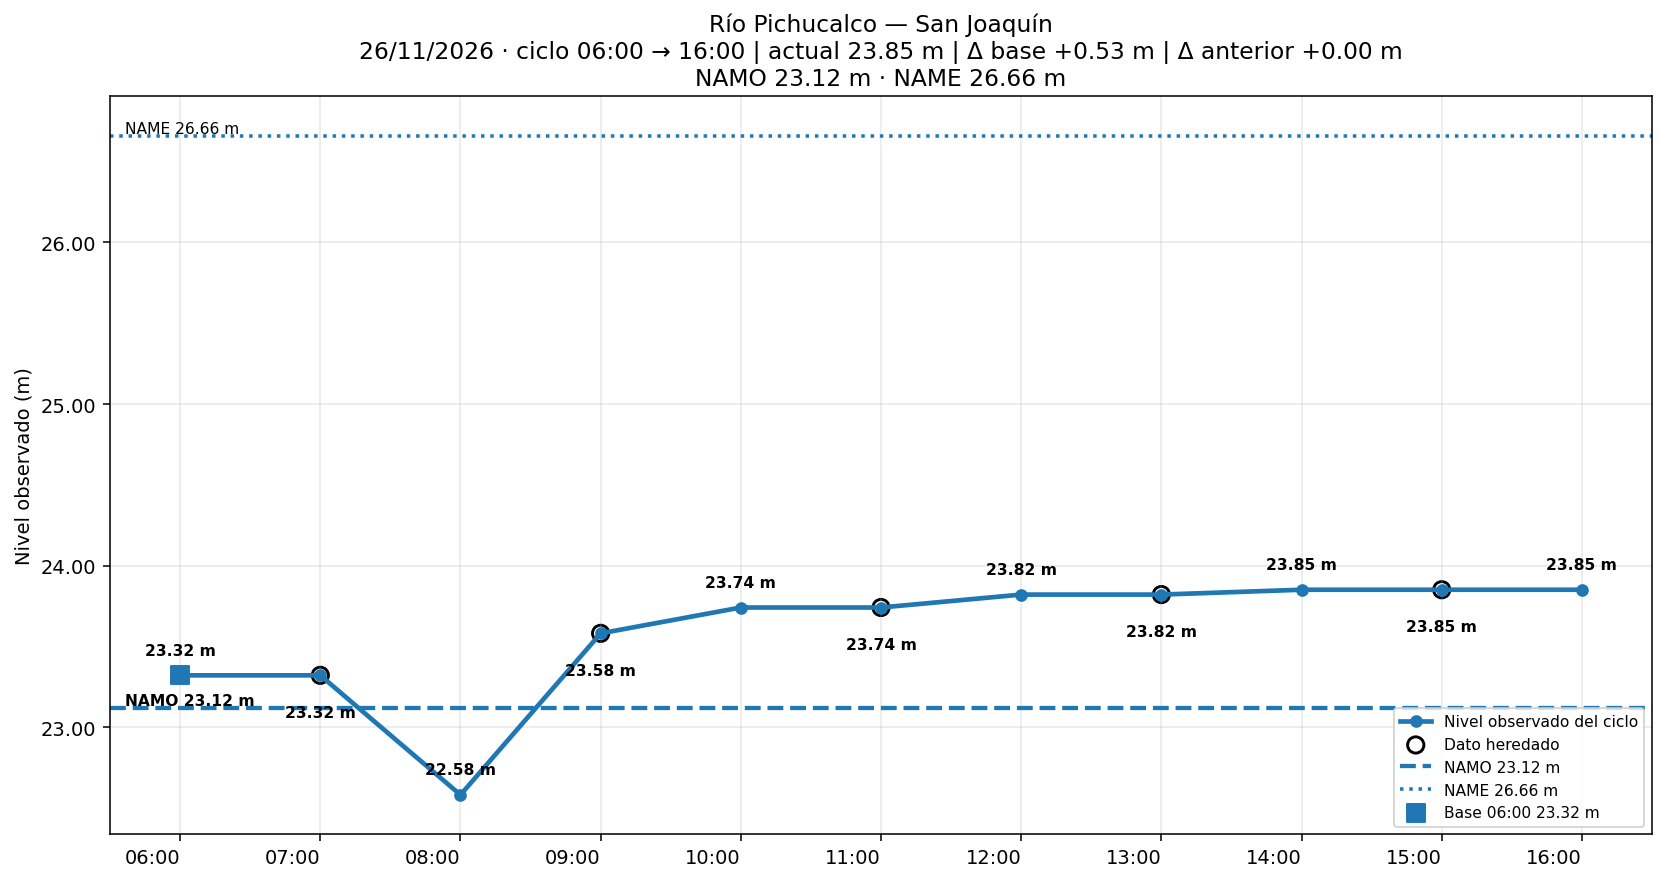 Río Pichucalco — San Joaquín
26/11/2026 · ciclo 06:00 → 16:00 | actual 23.85 m | Δ base +0.53 m | Δ anterior +0.00 m
NAMO 23.12 m · NAME 26.66 m
NAME 26.66 m
26.00
25.00
24.00
23.00
Nivel observado (m)
23.32 m
NAMO 23.12 m
23.32 m
22.58 m
23.58 m
23.74 m
23.74 m
23.82 m
23.82 m
23.85 m
23.85 m
23.85 m
Nivel observado del ciclo
Dato heredado
NAMO 23.12 m
NAME 26.66 m
Base 06:00 23.32 m
06:00 07:00 08:00 09:00 10:00 11:00 12:00 13:00 14:00 15:00 16:00